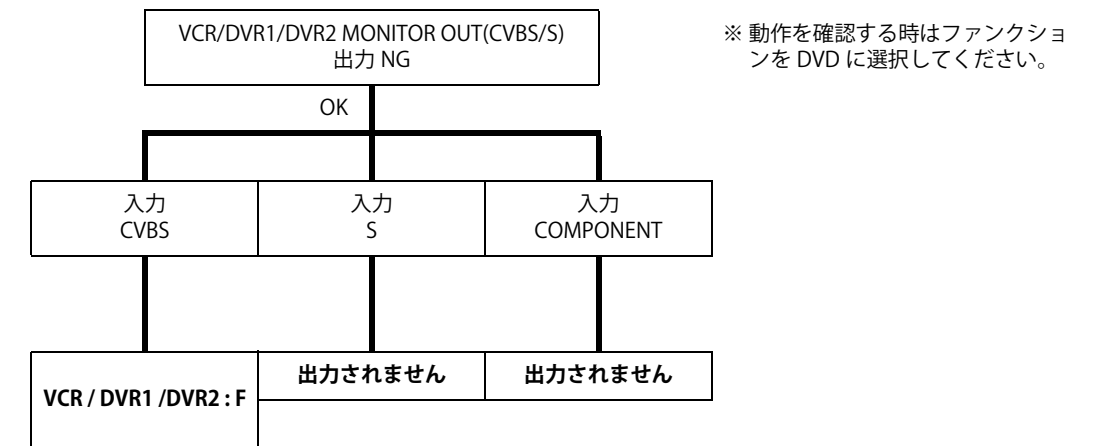 VCR/DVR1/DVR2 MONITOR OUT(CVBS/S)
出力 NG
※ 動作を確認する時はファンクショ
ンを DVD に選択してください。
OK
入力
CVBS
入力
S
入力
COMPONENT
VCR / DVR1 /DVR2 : F
出力されません
出力されません